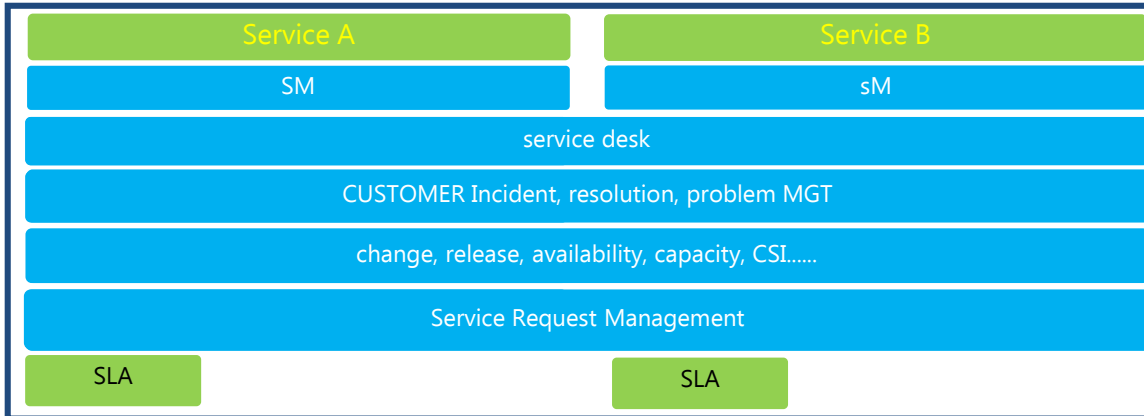 Service A
Service B
SM
sM
service desk
CUSTOMER Incident, resolution, problem MGT
change, release, availability, capacity, CSI......
Service Request Management
SLA
SLA